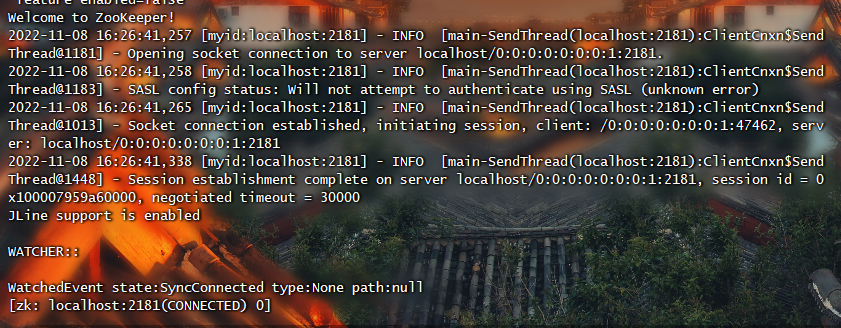 feature enabled=false
Welcome to ZooKeeper!
2022-11-08 16:26:41,257 [myid:localhost:2181] - INFO  [main-SendThread(localhost:2181):ClientCnxn$Send
Thread@1181] - Opening socket connection to server localhost/0:0:0:0:0:0:0:1:2181.
2022-11-08 16:26:41,258 [myid:localhost:2181] - INFO  [main-SendThread(localhost:2181):ClientCnxn$Send
Thread@1183] - SASL config status: Will not attempt to authenticate using SASL (unknown error)
2022-11-08 16:26:41,265 [myid:localhost:2181] - INFO  [main-SendThread(localhost:2181):ClientCnxn$Send
Thread@1013] - Socket connection established, initiating session, client: /0:0:0:0:0:0:0:1:47462, serv
er: localhost/0:0:0:0:0:0:0:1:2181
2022-11-08 16:26:41,338 [myid:localhost:2181] - INFO  [main-SendThread(localhost:2181):ClientCnxn$Send
Thread@1448] - Session establishment complete on server localhost/0:0:0:0:0:0:0:1:2181, session id = 0
x100007959a60000, negotiated timeout = 30000
JLine support is enabled
WATCHER::
WatchedEvent state:SyncConnected type:None path:null
[zk: localhost:2181(CONNECTED) 0]